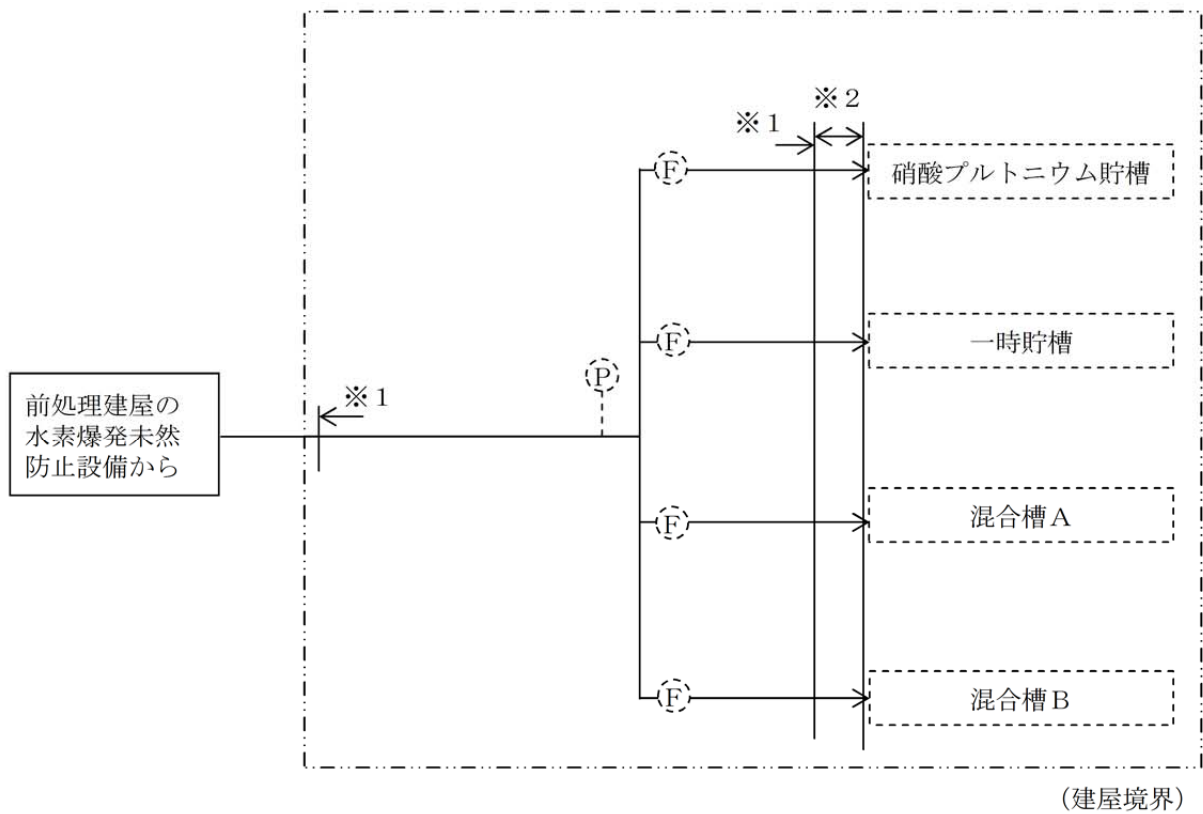 ※２
※１
Ｆ
硝酸プルトニウム貯槽
Ｆ
一時貯槽
Ｐ
※１
前処理建屋の
水素爆発未然
防止設備から
Ｆ
混合槽Ａ
Ｆ
混合槽Ｂ
（建屋境界）